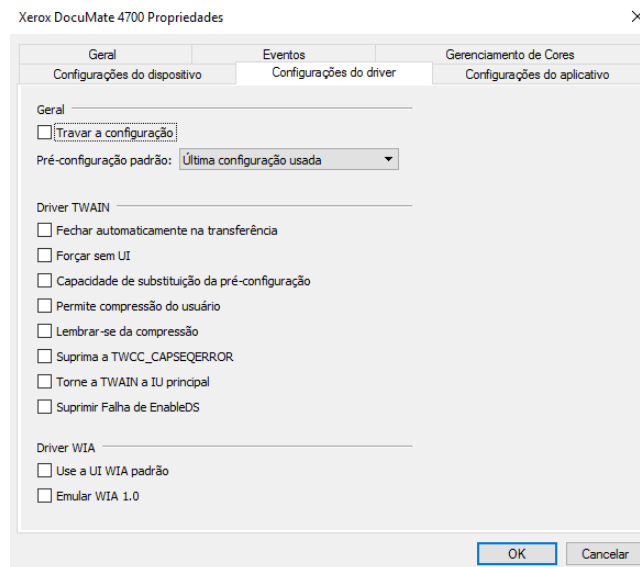 Xerox DocuMate 4700 Propriedades
Geral Eventos Gerenciamento de Cores
Configurações do dispositivo Configurações do driver Configurações do aplicativo
Geral
Travar a configuração
Pré-configuração padrão: Última configuração usada
Driver TWAIN
Fechar automaticamente na transferência
Forçar sem UI
Capacidade de substituição da pré-configuração
Permite compressão do usuário
Lembrar-se da compressão
Suprima a TWCC_CAPSEQERROR
Torne a TWAIN a IU principal
Suprimir Falha de EnableDS
Driver WIA
Use a UI WIA padrão
Emular WIA 1.0
OK Cancelar